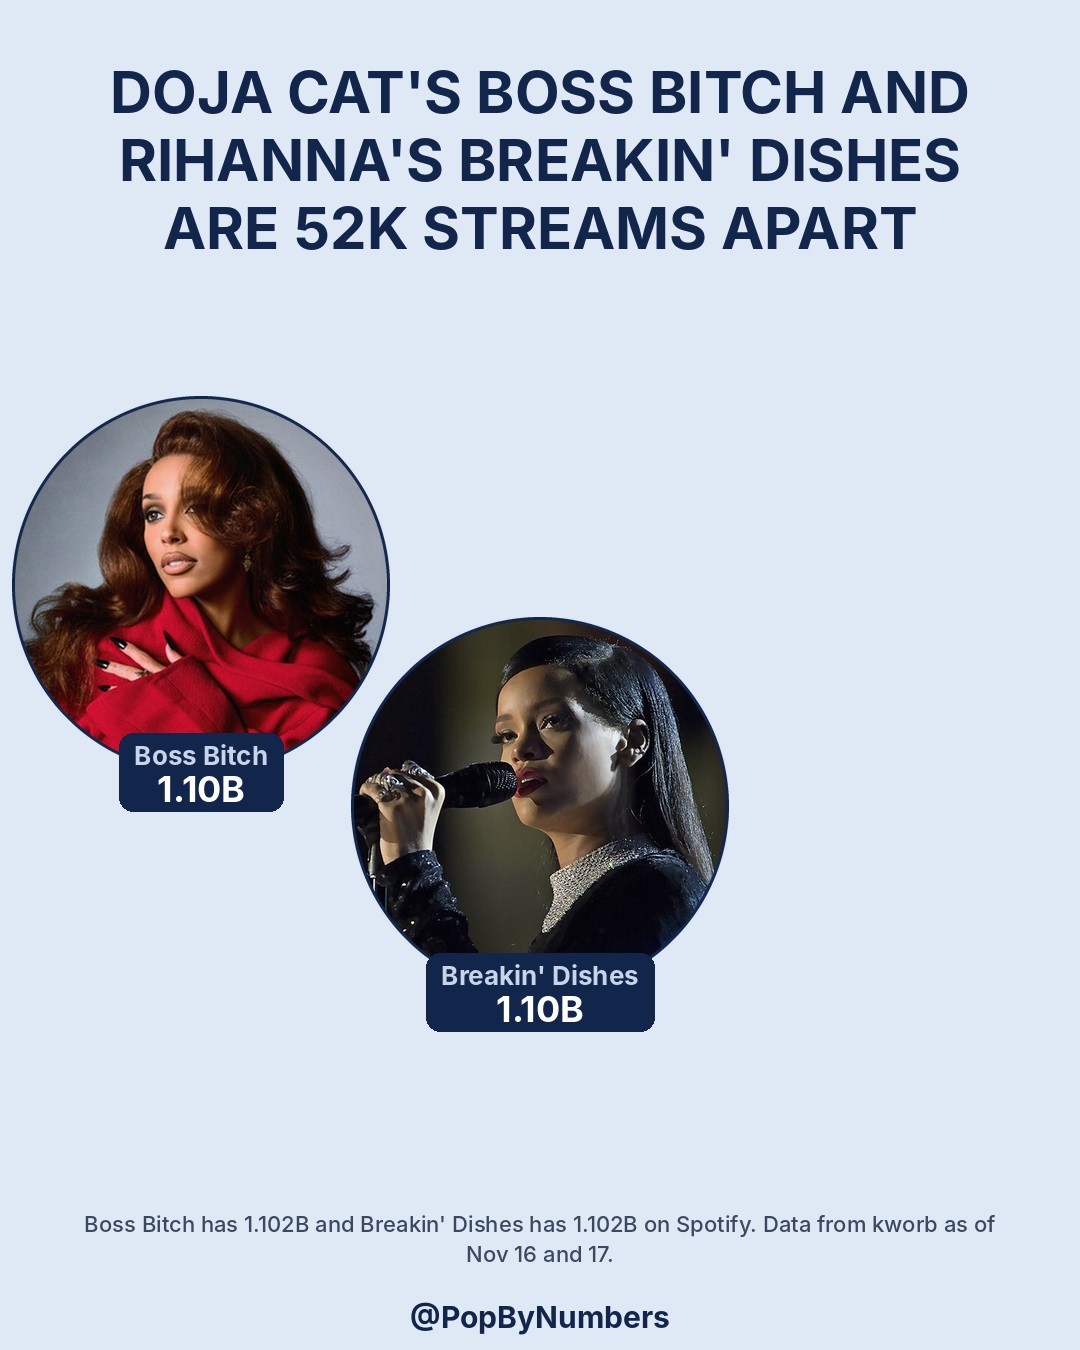 DOJA CAT'S BOSS BITCH AND
RIHANNA'S BREAKIN' DISHES
ARE 52K STREAMS APART
Boss Bitch
1.10B
Breakin' Dishes
1.10B
Boss Bitch has 1.102B and Breakin' Dishes has 1.102B on Spotify. Data from kworb as of
Nov 16 and 17.
@PopByNumbers